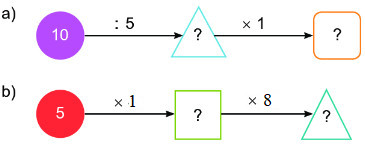 a) 10 : 5 ? × 1 ?
b) 5 × 1 ? × 8 ?